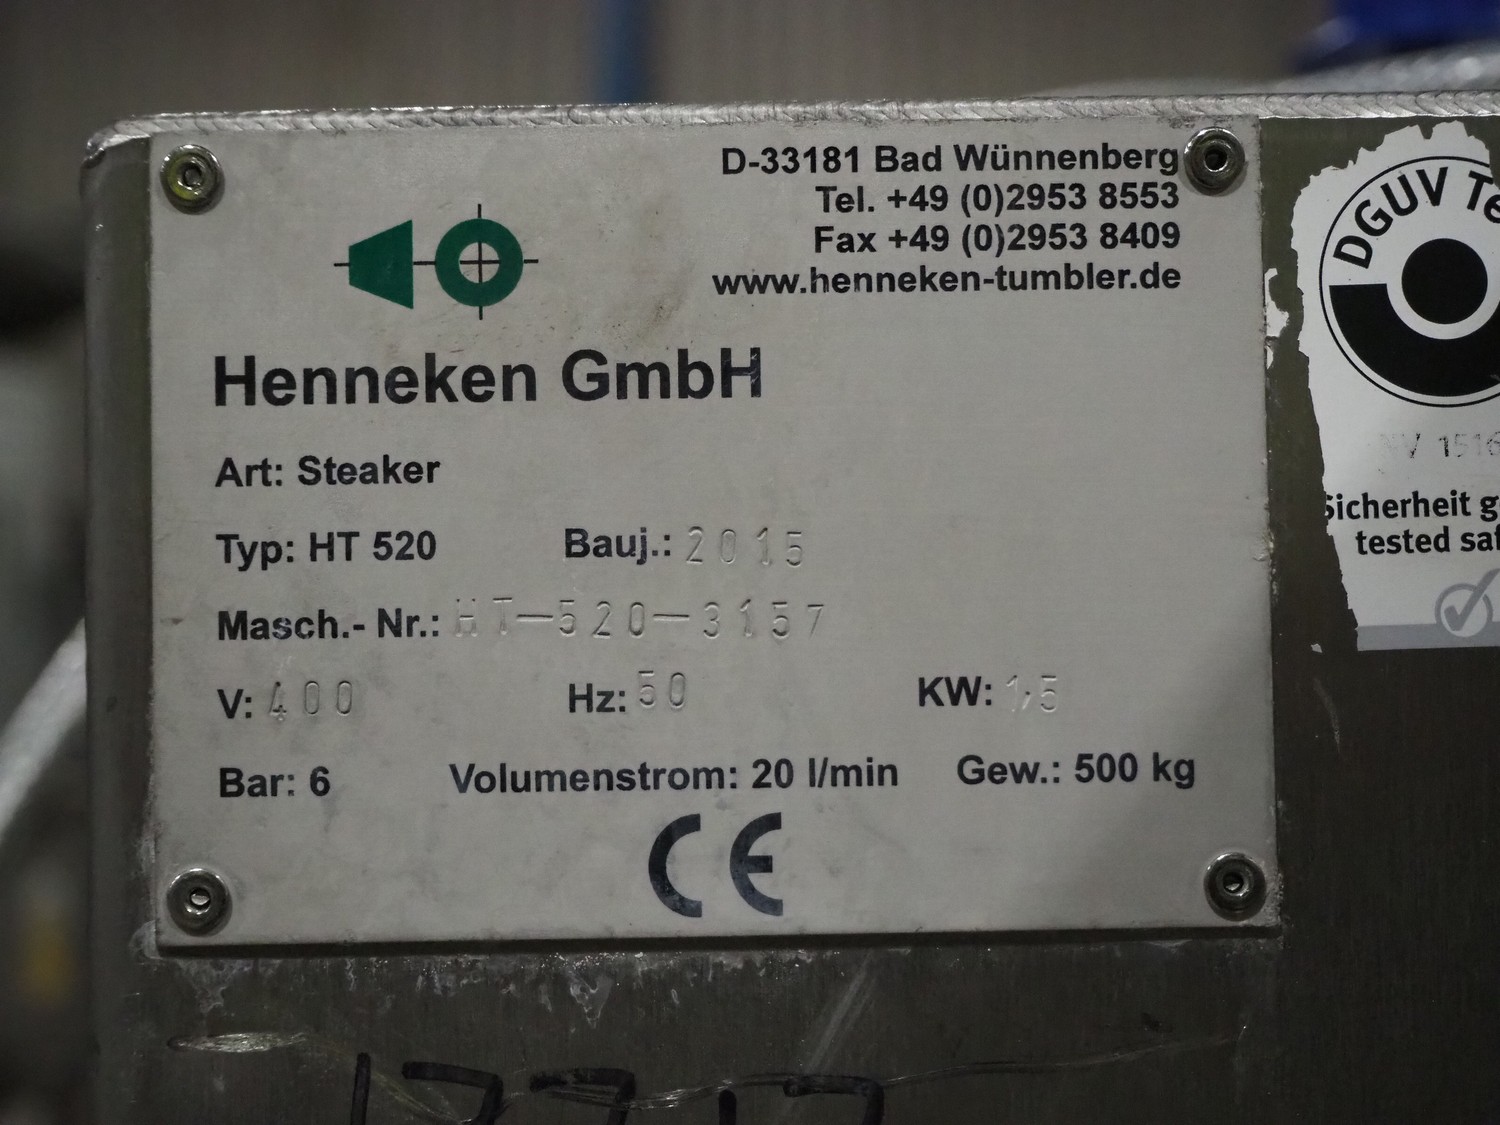 D-33181 Bad Wünnenberg
Tel. +49 (0)2953 8553
Fax +49 (0)2953 8409
www.henneken-tumbler.de
Henneken GmbH
Art: Steaker
Typ: HT 520 Bauj.: 2015
Masch.- Nr.: HT-520-3157
V: 400 Hz: 50 KW: 1,5
Bar: 6 Volumenstrom: 20 l/min Gew.: 500 kg
CE
DGUV Te
V 1516
Sicherheit g
tested saf